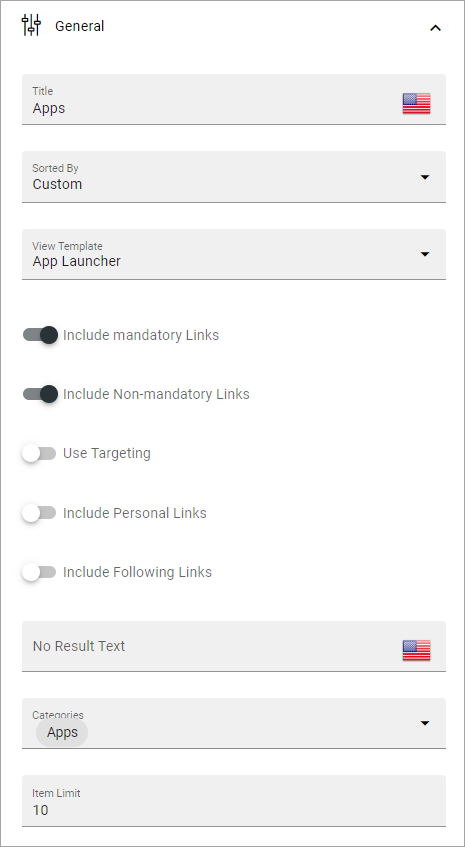 General
Title
Apps
Sorted By
Custom
View Template
App Launcher
Include mandatory Links
Include Non-mandatory Links
Use Targeting
Include Personal Links
Include Following Links
No Result Text
Categories
Apps
Item Limit
10